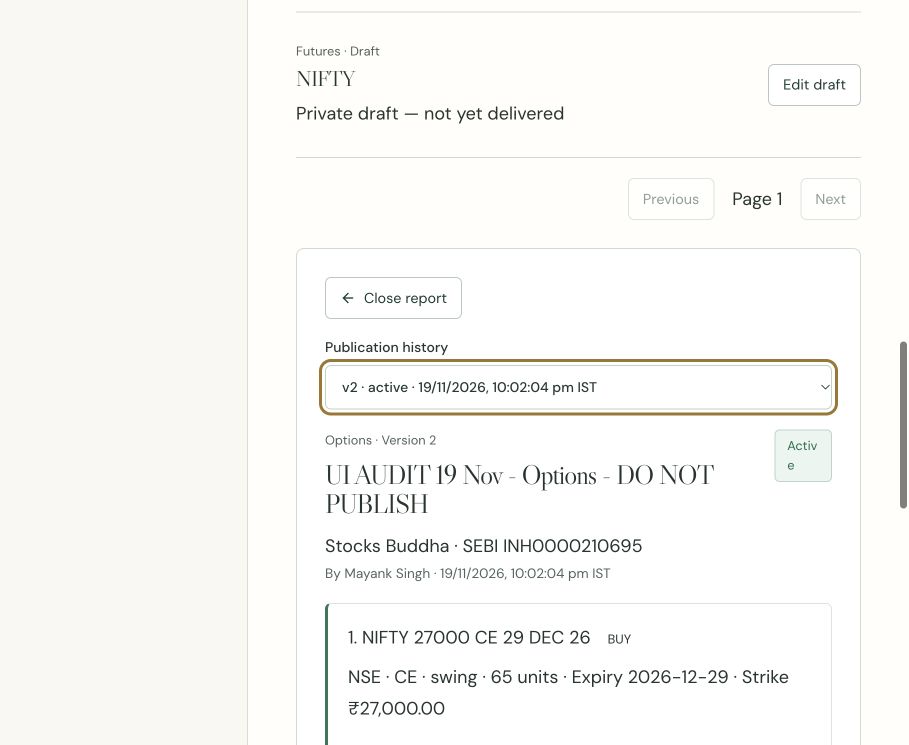 Futures · Draft
NIFTY
Private draft — not yet delivered
Edit draft
Previous
Page 1
Next
← Close report
Publication history
v2 · active · 19/11/2026, 10:02:04 pm IST
Options · Version 2
Activ
e
UI AUDIT 19 Nov - Options - DO NOT
PUBLISH
Stocks Buddha · SEBI INH0000210695
By Mayank Singh · 19/11/2026, 10:02:04 pm IST
1. NIFTY 27000 CE 29 DEC 26 BUY
NSE · CE · swing · 65 units · Expiry 2026-12-29 · Strike
₹27,000.00